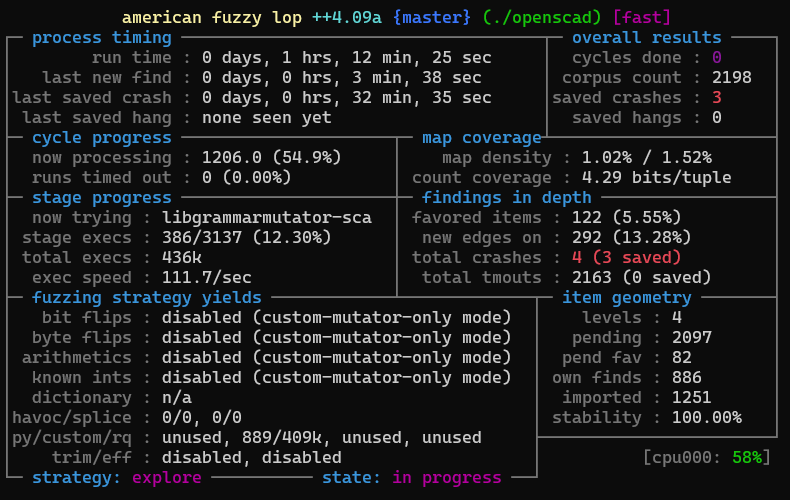 american fuzzy lop ++4.09a {master} (./openscad) [fast]
process timing overall results
run time : 0 days, 1 hrs, 12 min, 25 sec cycles done : 0
last new find : 0 days, 0 hrs, 3 min, 38 sec corpus count : 2198
last saved crash : 0 days, 0 hrs, 32 min, 35 sec saved crashes : 3
last saved hang : none seen yet saved hangs : 0
cycle progress map coverage
now processing : 1206.0 (54.9%) map density : 1.02% / 1.52%
runs timed out : 0 (0.00%) count coverage : 4.29 bits/tuple
stage progress findings in depth
now trying : libgrammarmutator-sca favored items : 122 (5.55%)
stage execs : 386/3137 (12.30%) new edges on : 292 (13.28%)
total execs : 436k total crashes : 4 (3 saved)
exec speed : 111.7/sec total tmouts : 2163 (0 saved)
fuzzing strategy yields item geometry
bit flips : disabled (custom-mutator-only mode) levels : 4
byte flips : disabled (custom-mutator-only mode) pending : 2097
arithmetics : disabled (custom-mutator-only mode) pend fav : 82
known ints : disabled (custom-mutator-only mode) own finds : 886
dictionary : n/a imported : 1251
havoc/splice : 0/0, 0/0 stability : 100.00%
py/custom/rq : unused, 889/409k, unused, unused
trim/eff : disabled, disabled [cpu000: 58%]
strategy: explore state: in progress